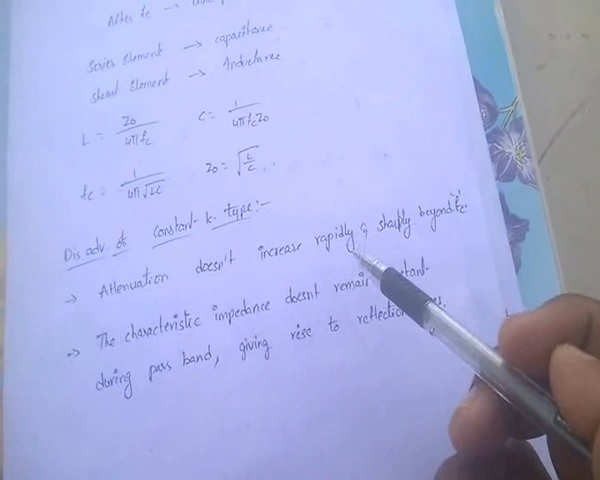 After fc →
Series Element → capacitance
Shunt Element → Inductance
L = Z0/4πfc C = 1/4πfcZ0
fc = 1/4π√LC Z0 = √L/C
Dis adv. of constant-k-type:-
→ Attenuation doesn't increase rapidly & sharply beyond 'fc'
→ The characteristic impedance doesnt remain
during pass band, giving rise to